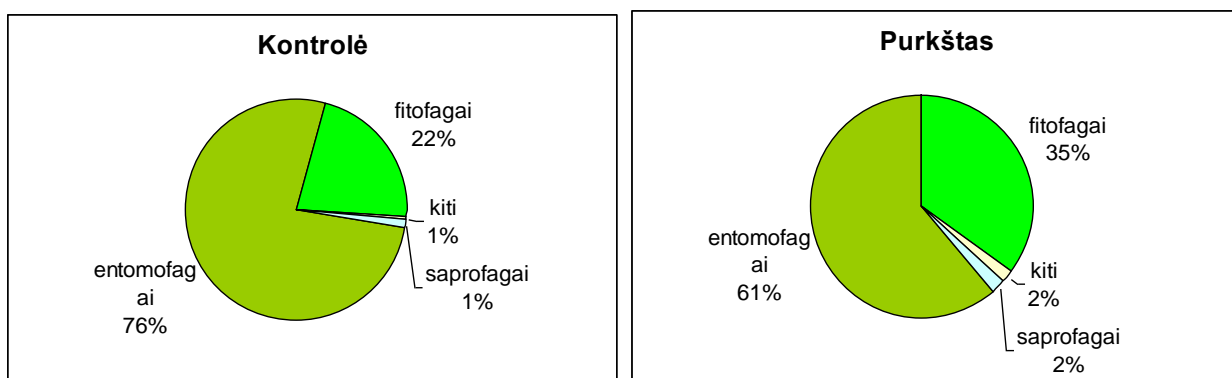 Kontrolė
fitofagai
22%
kiti
1%
saprofagai
1%
entomofag
ai
76%
Purkštas
fitofagai
35%
kiti
2%
saprofagai
2%
entomofag
ai
61%